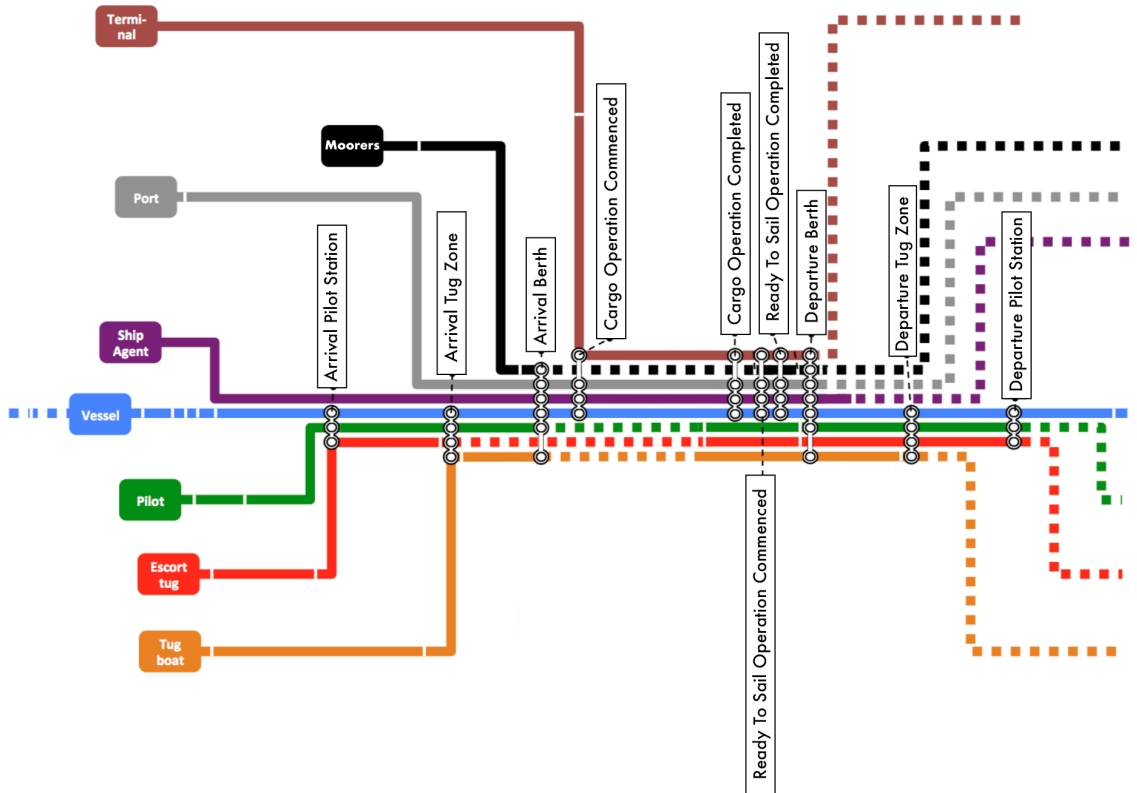 Termi-
nal
Moorers
Port
Ship
Agent
Vessel
Pilot
Escort
tug
Tug
boat
Arrival Pilot Station
Arrival Tug Zone
Arrival Berth
Cargo Operation Commenced
Cargo Operation Completed
Ready To Sail Operation Completed
Departure Berth
Departure Tug Zone
Departure Pilot Station
Ready To Sail Operation Commenced